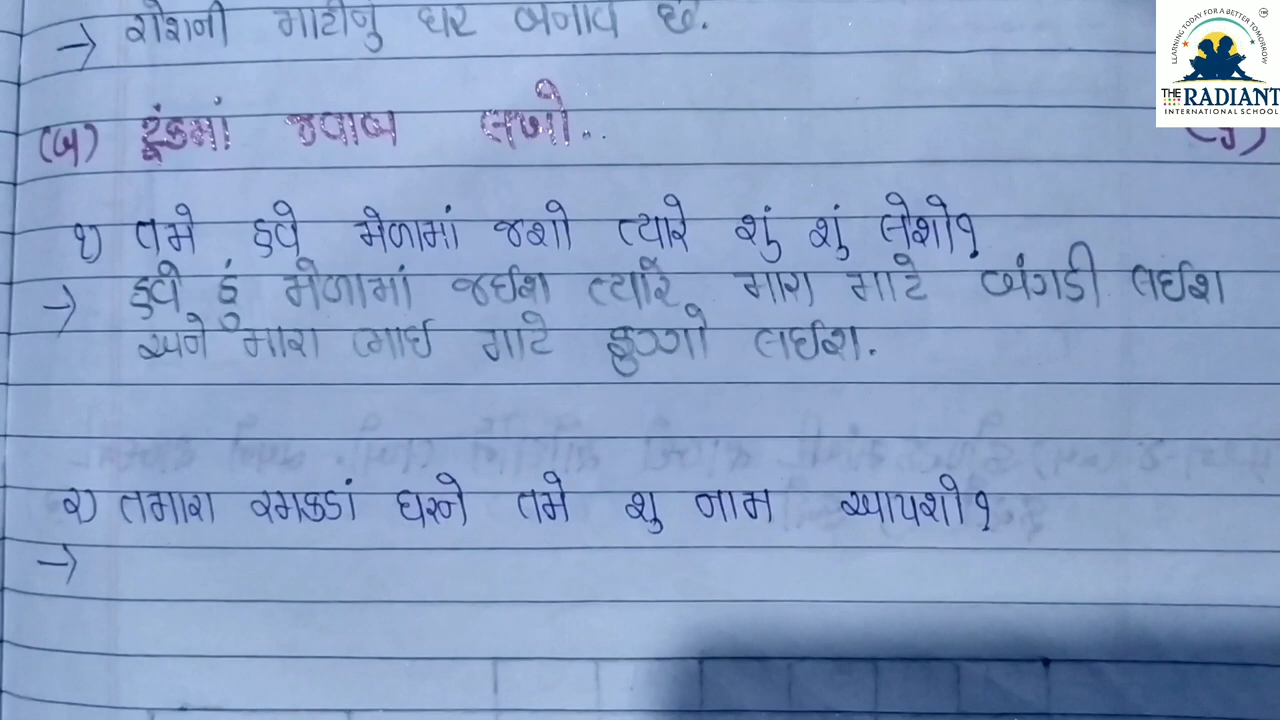 → રોશની માટીનું ઘર બનાવે છે.
LEARNING TODAY FOR A BETTER TOMORROW
THE RADIANT
INTERNATIONAL SCHOOL
(બ) ટૂંકમાં જવાબ લખો..
૧) તમે હવે મેળામાં જશો ત્યારે શું શું લેશો?
→ હવે હું મેળામાં જઈશ ત્યારે મારા માટે બંગડી લઈશ
અને મારા ભાઈ માટે ફુગ્ગો લઈશ.
૨) તમારા રમકડાં ઘરને તમે શુ નામ આપશો?
→